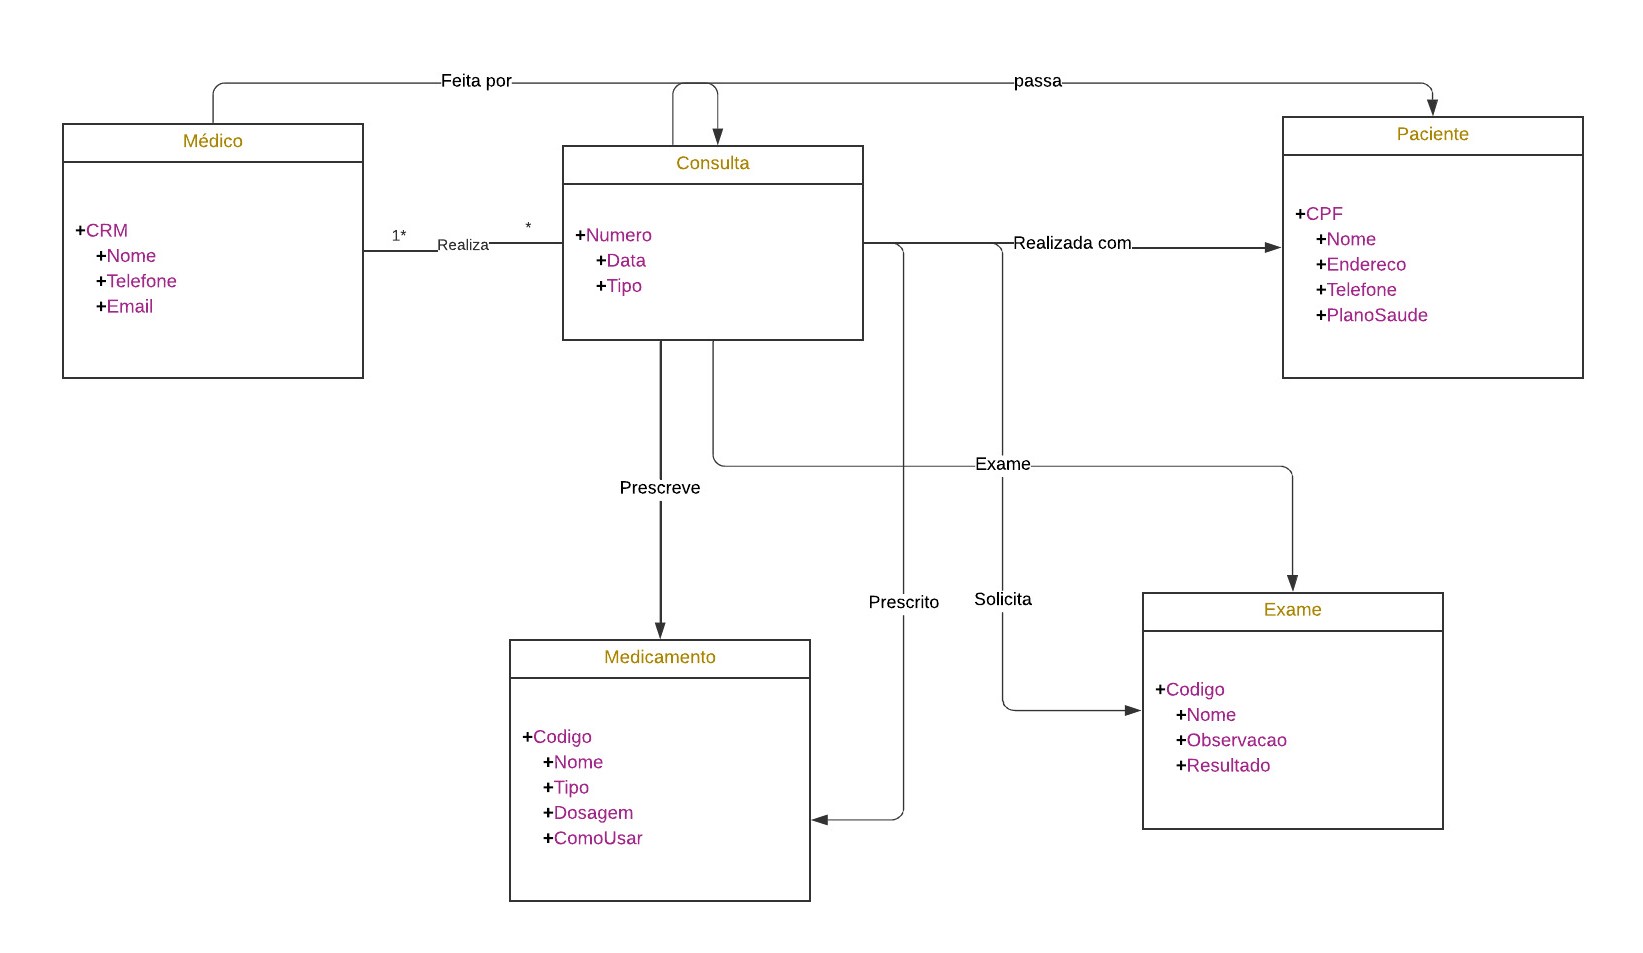 Feita por
passa
Médico
+CRM
+Nome
+Telefone
+Email
1*
Realiza
*
Consulta
+Numero
+Data
+Tipo
Realizada com
Paciente
+CPF
+Nome
+Endereco
+Telefone
+PlanoSaude
Exame
Prescreve
Prescrito
Solicita
Medicamento
+Codigo
+Nome
+Tipo
+Dosagem
+ComoUsar
Exame
+Codigo
+Nome
+Observacao
+Resultado